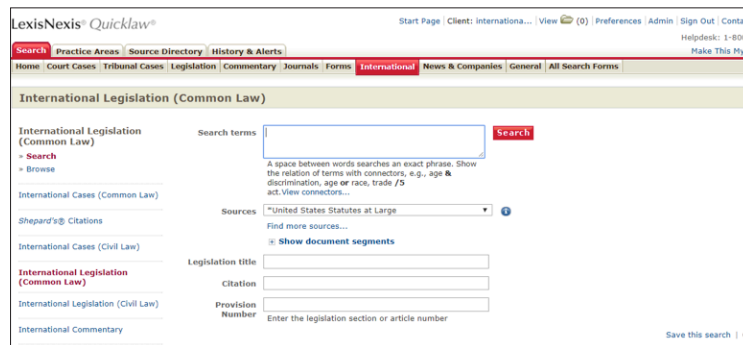 LexisNexis® Quicklaw®
Start Page | Client: internationa... | View (0) | Preferences | Admin | Sign Out | Conta
Helpdesk: 1-80
Search Practice Areas Source Directory History & Alerts
Make This My
Home Court Cases Tribunal Cases Legislation Commentary Journals Forms International News & Companies General All Search Forms
International Legislation (Common Law)
International Legislation
(Common Law)
» Search
» Browse
International Cases (Common Law)
Shepard's® Citations
International Cases (Civil Law)
International Legislation
(Common Law)
International Legislation (Civil Law)
International Commentary
Search terms
Search
A space between words searches an exact phrase. Show
the relation of terms with connectors, e.g., age &
discrimination, age or race, trade /5
act. View connectors...
Sources
*United States Statutes at Large
Find more sources...
Show document segments
Legislation title
Citation
Provision
Number
Enter the legislation section or article number
Save this search |